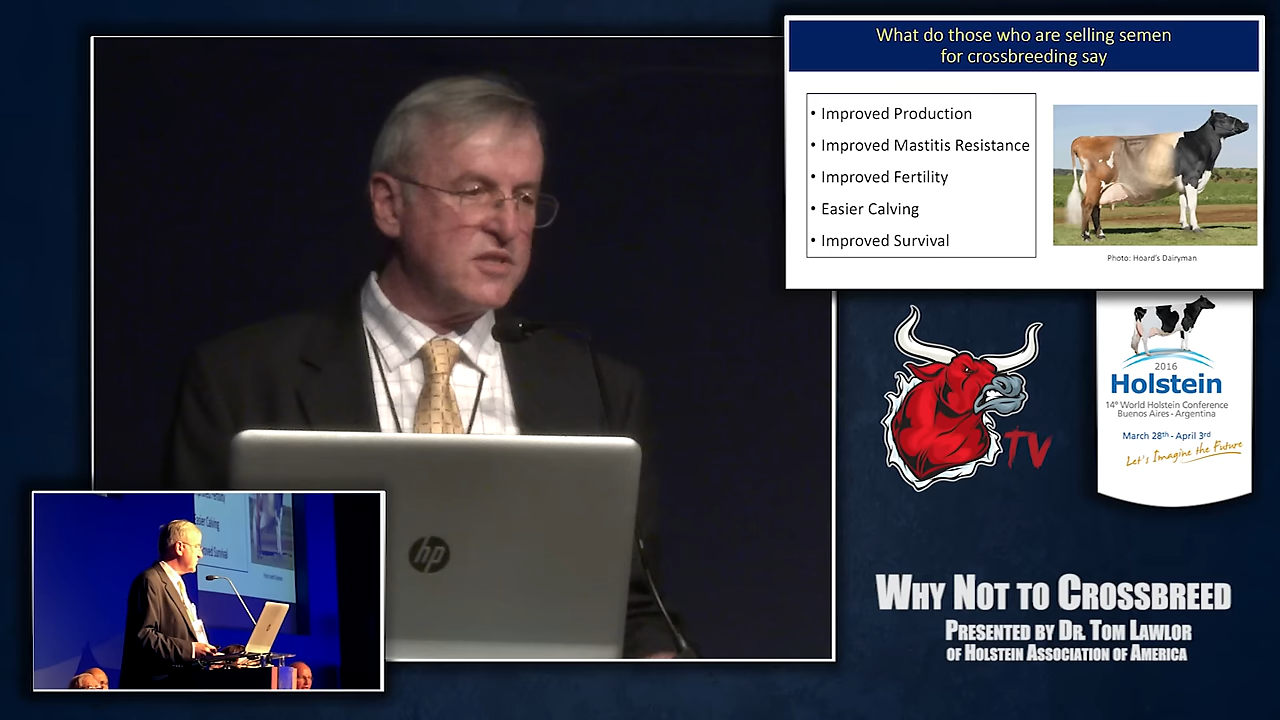 What do those who are selling semen
for crossbreeding say
• Improved Production
• Improved Mastitis Resistance
• Improved Fertility
• Easier Calving
• Improved Survival
Photo: Hoard's Dairyman
TV
2016
Holstein
14º World Holstein Conference
Buenos Aires - Argentina
March 28th - April 3rd
Let's Imagine the Future
hp
Fertility
Calving
Survival
WHY NOT TO CROSSBREED
PRESENTED BY DR. TOM LAWLOR
OF HOLSTEIN ASSOCIATION OF AMERICA